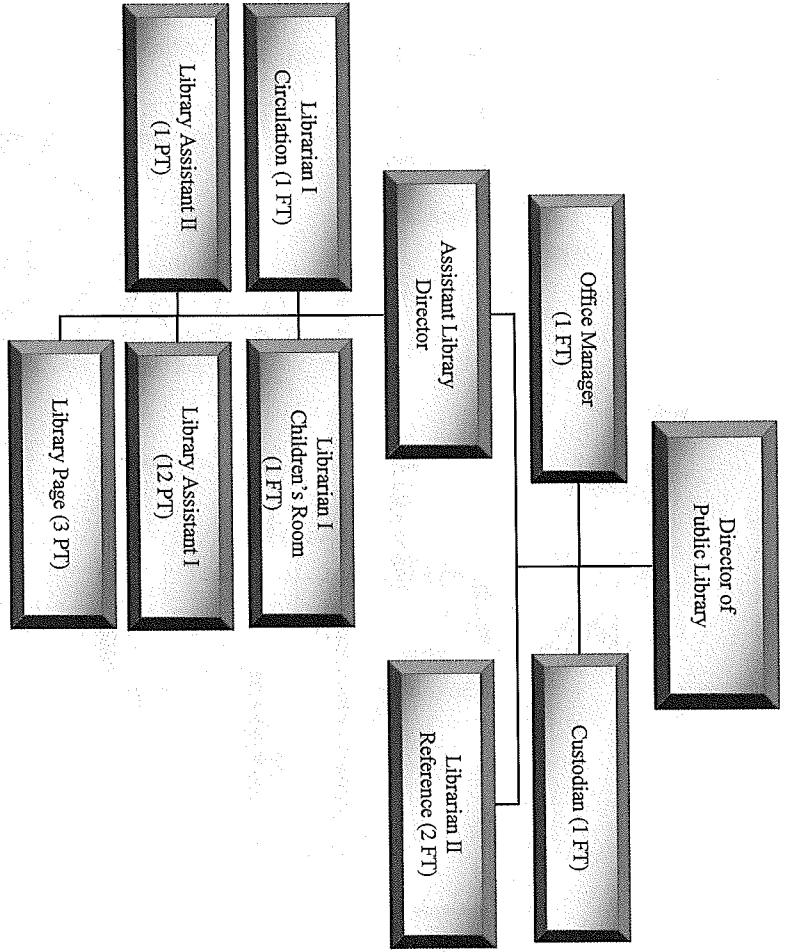 Director of
Public Library
Office Manager
(1 FT)
Custodian (1 FT)
Assistant Library
Director
Librarian II
Reference (2 FT)
Librarian I
Circulation (1 FT)
Librarian I
Children's Room
(1 FT)
Library Assistant II
(1 PT)
Library Assistant I
(12 PT)
Library Page (3 PT)